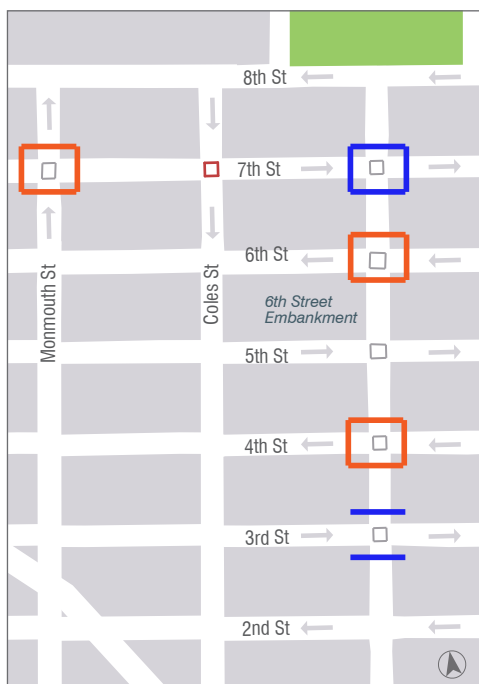 8th St
7th St
6th St
Monmouth St
Coles St
6th Street
Embankment
5th St
4th St
3rd St
2nd St